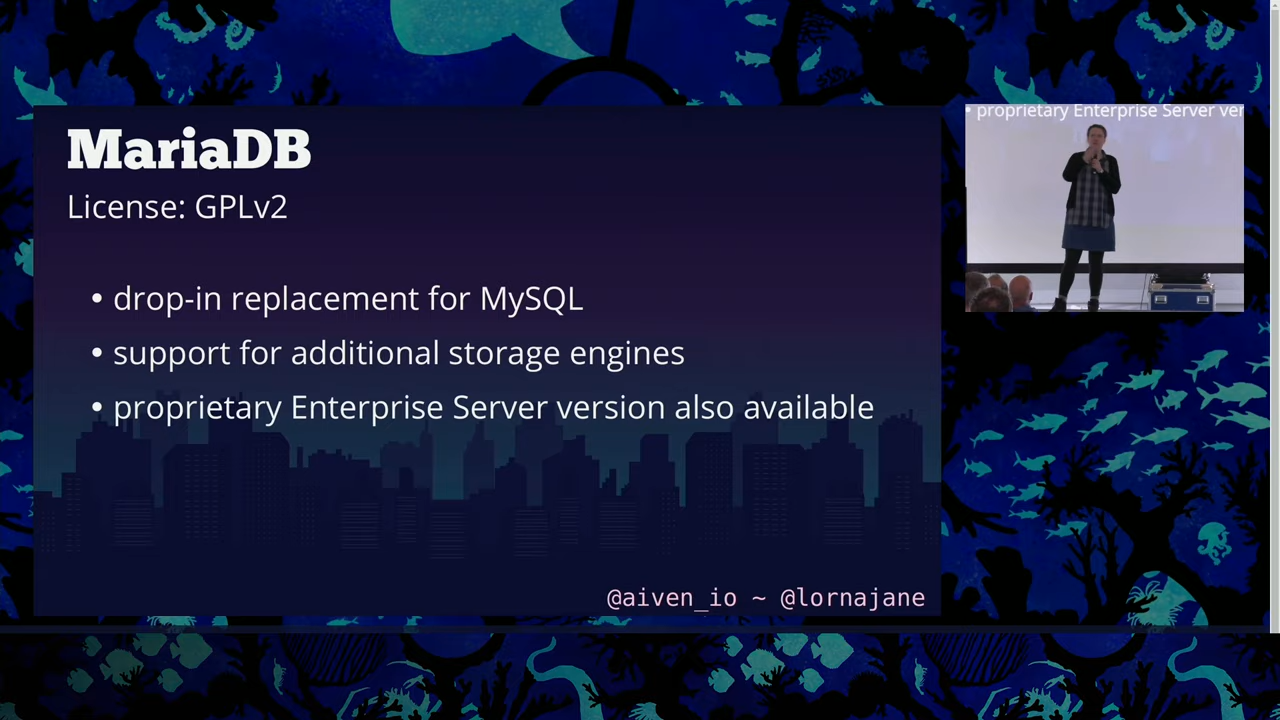 MariaDB
License: GPLv2
• drop-in replacement for MySQL
• support for additional storage engines
• proprietary Enterprise Server version also available
@aiven_io ~ @lornajane
• proprietary Enterprise Server ver